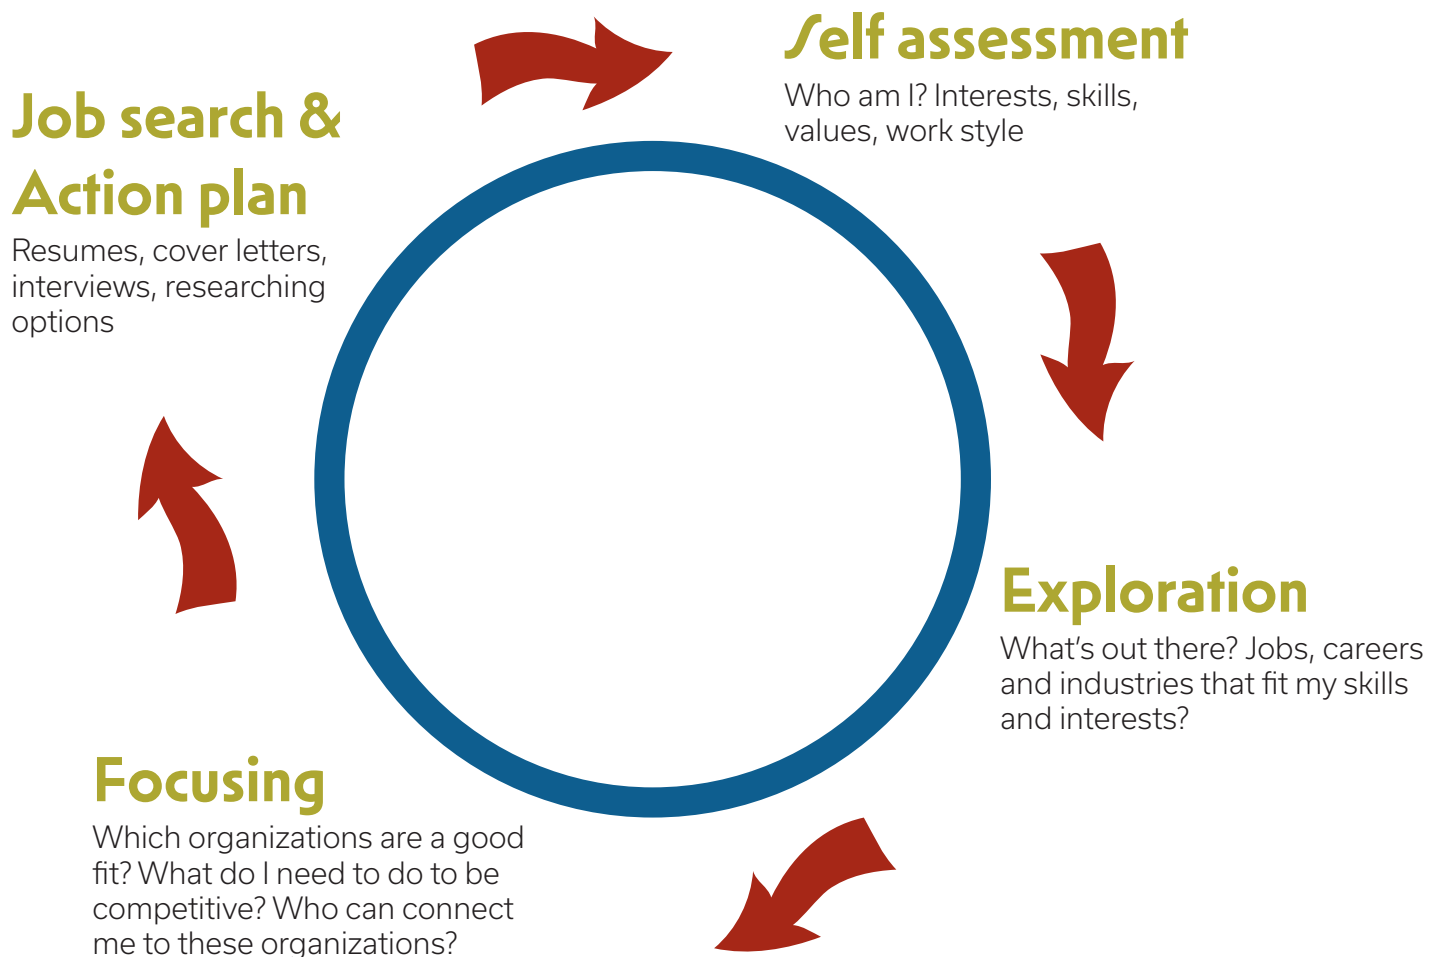 Self assessment
Who am I? Interests, skills,
values, work style
Job search &
Action plan
Resumes, cover letters,
interviews, researching
options
Exploration
What’s out there? Jobs, careers
and industries that fit my skills
and interests?
Focusing
Which organizations are a good
fit? What do I need to do to be
competitive? Who can connect
me to these organizations?